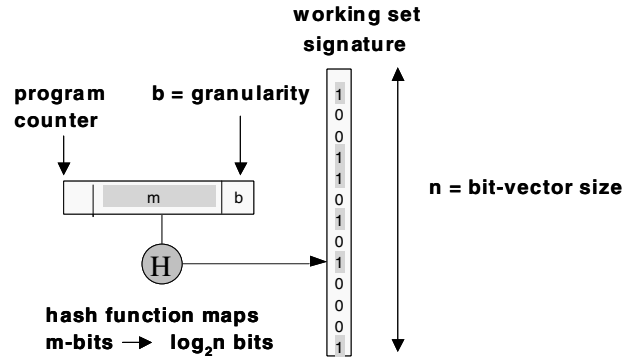 working set
signature
program
counter
b = granularity
m
b
H
1
0
0
1
1
0
1
0
1
0
0
0
1
n = bit-vector size
hash function maps
m-bits → log₂n bits